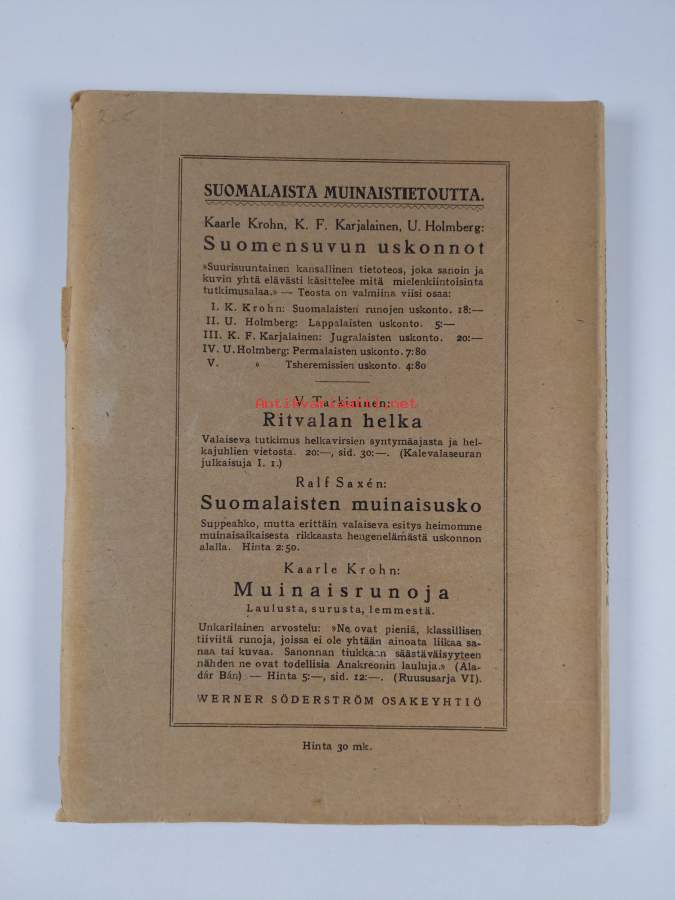 2.5
SUOMALAISTA MUINAISTIETOUTTA.
Kaarle Krohn, K. F. Karjalainen, U. Holmberg:
Suomensuvun uskonnot
»Suurisuuntainen kansallinen tietoteos, joka sanoin ja
kuvin yhtä elävästi käsittelee mitä mielenkiintoisinta
tutkimusalaa.» — Teosta on valmiina viisi osaa:
I. K. Krohn: Suomalaisten runojen uskonto. 18:—
II. U. Holmberg: Lappalaisten uskonto. 5:—
III. K. F. Karjalainen: Jugralaisten uskonto. 20:—
IV. U. Holmberg: Permalaisten uskonto. 7:80
V. » Tsheremissien uskonto. 4:80
V. Tarkiainen:
Antikvariaatti.net
Ritvalan helka
Valaiseva tutkimus helkavirsien syntymäajasta ja hel-
kajuhlien vietosta. 20:—, sid. 30:—. (Kalevalaseuran
julkaisuja I. 1.)
Ralf Saxén:
Suomalaisten muinaisusko
Suppeahko, mutta erittäin valaiseva esitys heimomme
muinaisaikaisesta rikkaasta hengenelämästä uskonnon
alalla. Hinta 2:50.
Kaarle Krohn:
Muinaisrunoja
Laulusta, surusta, lemmestä.
Unkarilainen arvostelu: »Ne ovat pieniä, klassillisen
tiiviitä runoja, joissa ei ole yhtään ainoata liikaa sa-
naa tai kuvaa. Sanonnan tiukkaan säästäväisyyteen
nähden ne ovat todellisia Anakreonin lauluja.» (Ala-
dár Bán) — Hinta 5:—, sid. 12:—. (Ruususarja VI).
WERNER SÖDERSTRÖM OSAKEYHTIÖ
Hinta 30 mk.